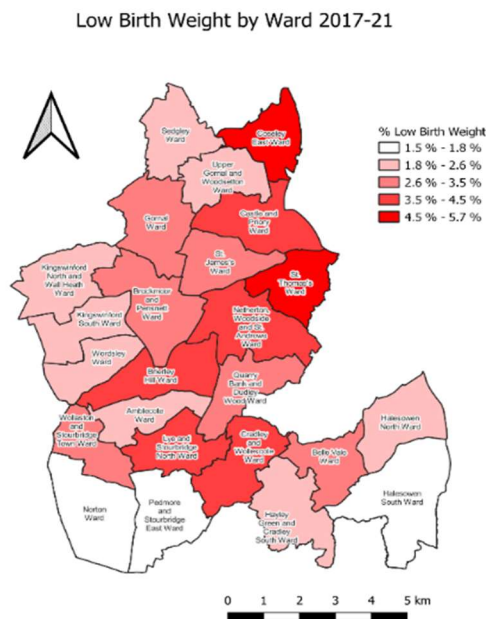 Low Birth Weight by Ward 2017-21
% Low Birth Weight
1.5 % - 1.8 %
1.8 % - 2.6 %
2.6 % - 3.5 %
3.5 % - 4.5 %
4.5 % - 5.7 %
Sedgley
Ward
Coseley
East Ward
Upper
Gornal and
Woodsetton
Ward
Gornal
Ward
Castle and
Priory
Ward
St.
James's
Ward
St.
Thomas's
Ward
Kingswinford
North and
Wall Heath
Ward
Brockmoor
and
Pensnett
Ward
Kingswinford
South Ward
Netherton,
Woodside
and St.
Andrews
Ward
Wordsley
Ward
Brierley
Hill Ward
Quarry
Bank and
Dudley
Wood Ward
Amblecote
Ward
Wollaston
and
Stourbridge
Town Ward
Lye and
Stourbridge
North Ward
Cradley
and
Wollescote
Ward
Belle Vale
Ward
Halesowen
North Ward
Halesowen
South Ward
Norton
Ward
Pedmore
and
Stourbridge
East Ward
Hayley
Green and
Cradley
South Ward
0 1 2 3 4 5 km